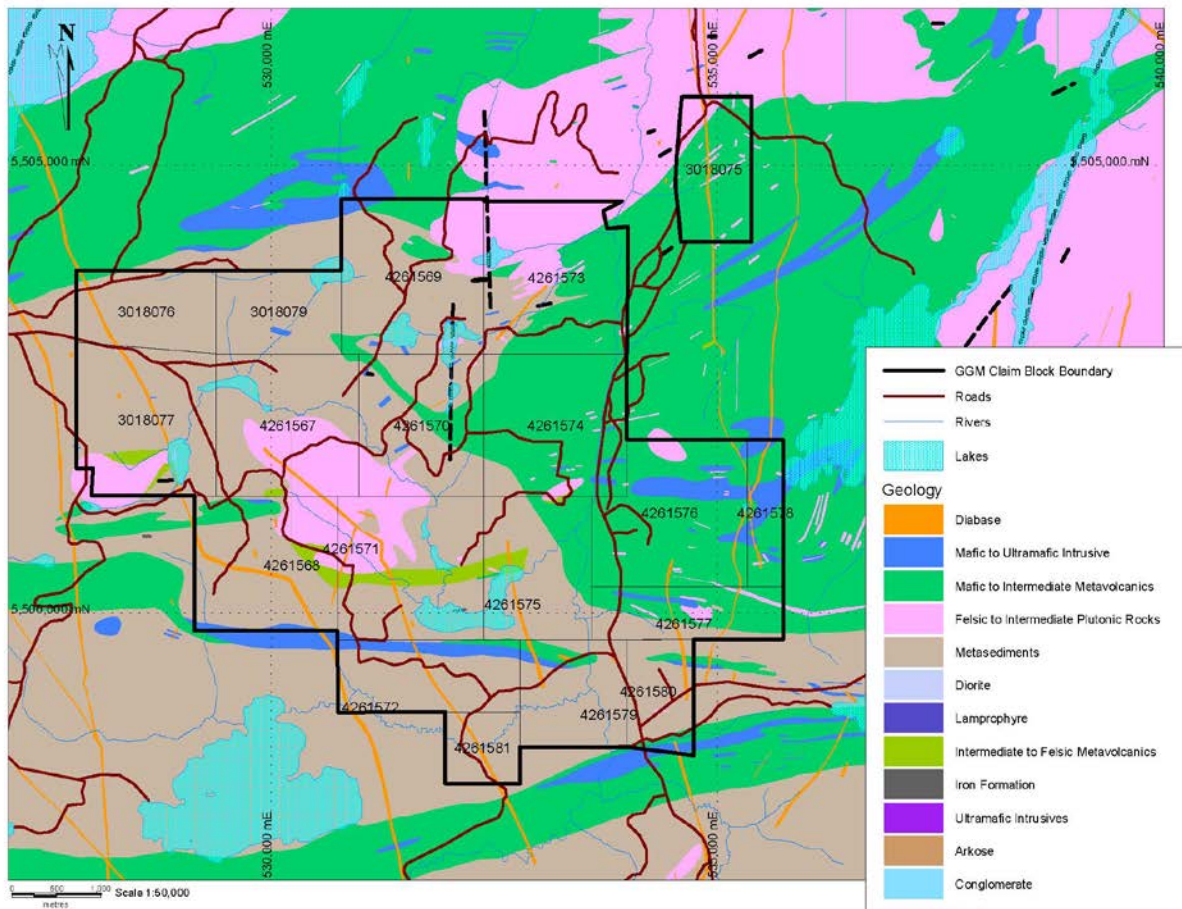 N
530,000 mE
535,000 mE
540,000 mE
5,505,000 mN
5,505,000 mN
3018075
4261569
4261573
3018076
3018079
3018077
4261567
4261570
4261574
4261576
4261578
4261571
4261568
4261575
5,500,000 mN
4261577
4261580
4261572
4261579
4261581
530,000 mE
535,000 mE
GGM Claim Block Boundary
Roads
Rivers
Lakes
Geology
Diabase
Mafic to Ultramafic Intrusive
Mafic to Intermediate Metavolcanics
Felsic to Intermediate Plutonic Rocks
Metasediments
Diorite
Lamprophyre
Intermediate to Felsic Metavolcanics
Iron Formation
Ultramafic Intrusives
Arkose
Conglomerate
0 500 1,000
Scale 1:50,000
metres